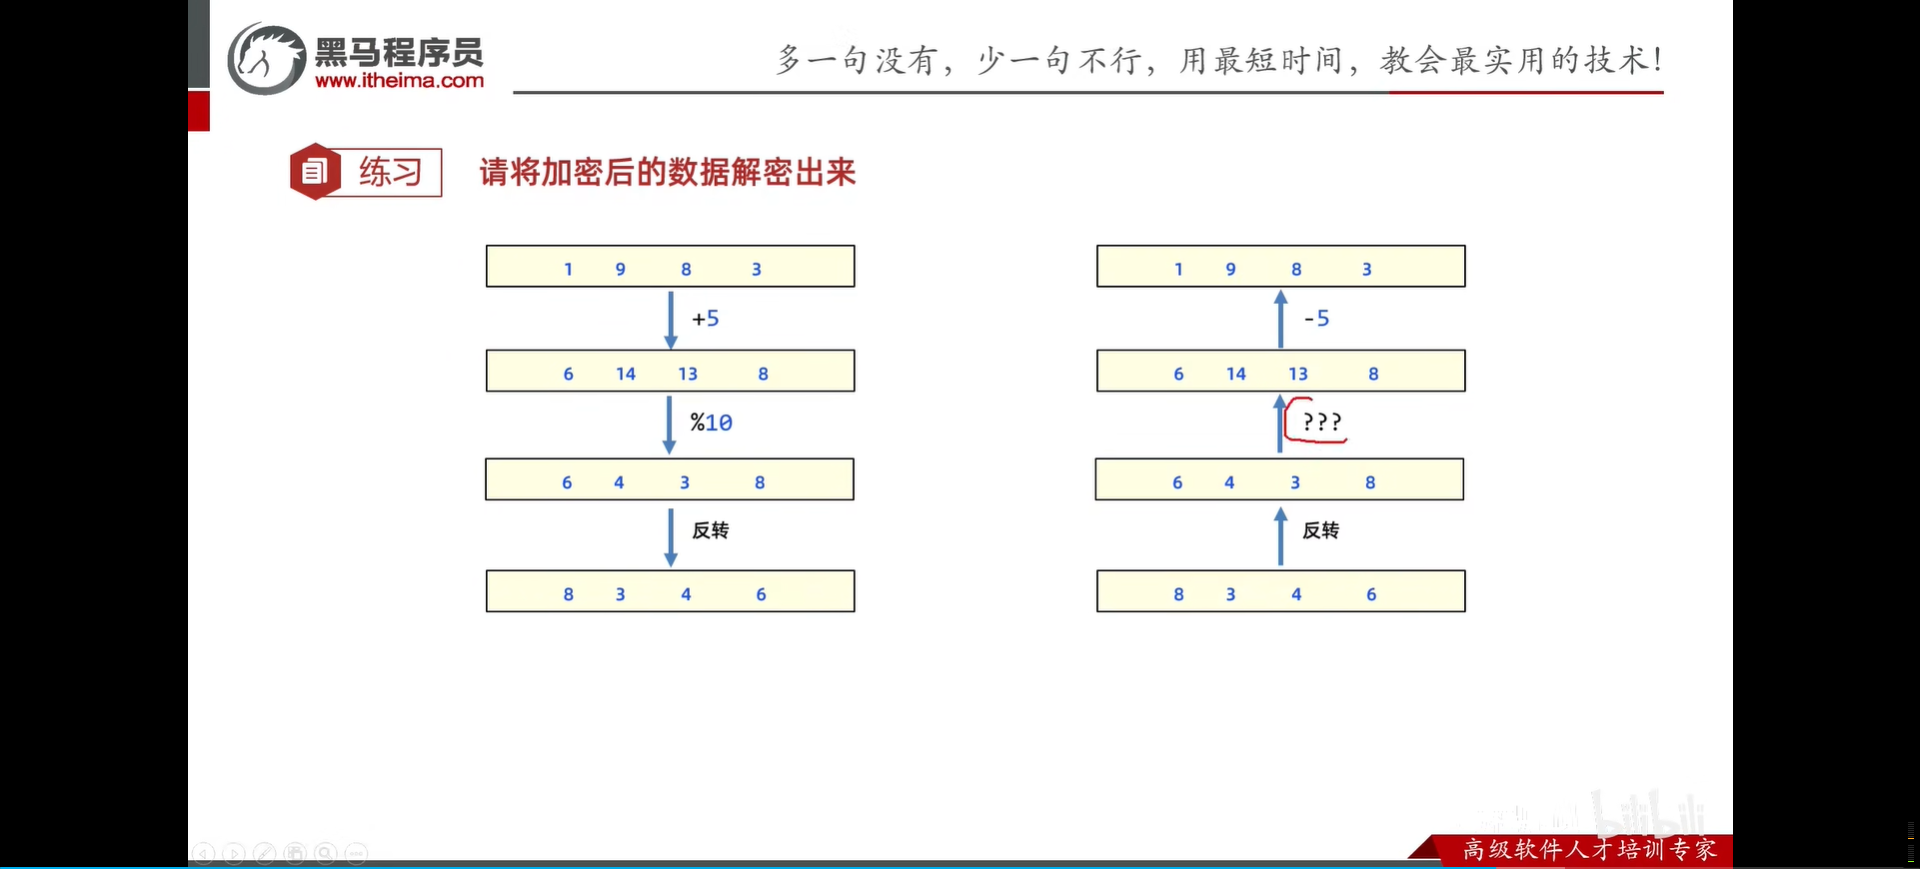 黑马程序员
www.itheima.com
多一句没有，少一句不行，用最短时间，教会最实用的技术！
练习
请将加密后的数据解密出来
1 9 8 3
+5
6 14 13 8
%10
6 4 3 8
反转
8 3 4 6
1 9 8 3
-5
6 14 13 8
???
6 4 3 8
反转
8 3 4 6
bilibili
高级软件人才培训专家